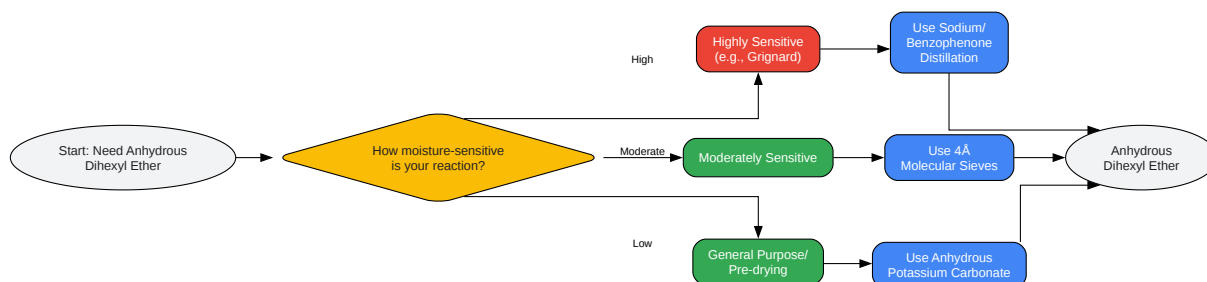 Start: Need Anhydrous
Dihexyl Ether
How moisture-sensitive
is your reaction?
High
Highly Sensitive
(e.g., Grignard)
Use Sodium/
Benzophenone
Distillation
Moderate
Moderately Sensitive
Use 4Å
Molecular Sieves
Anhydrous
Dihexyl Ether
Low
General Purpose/
Pre-drying
Use Anhydrous
Potassium Carbonate